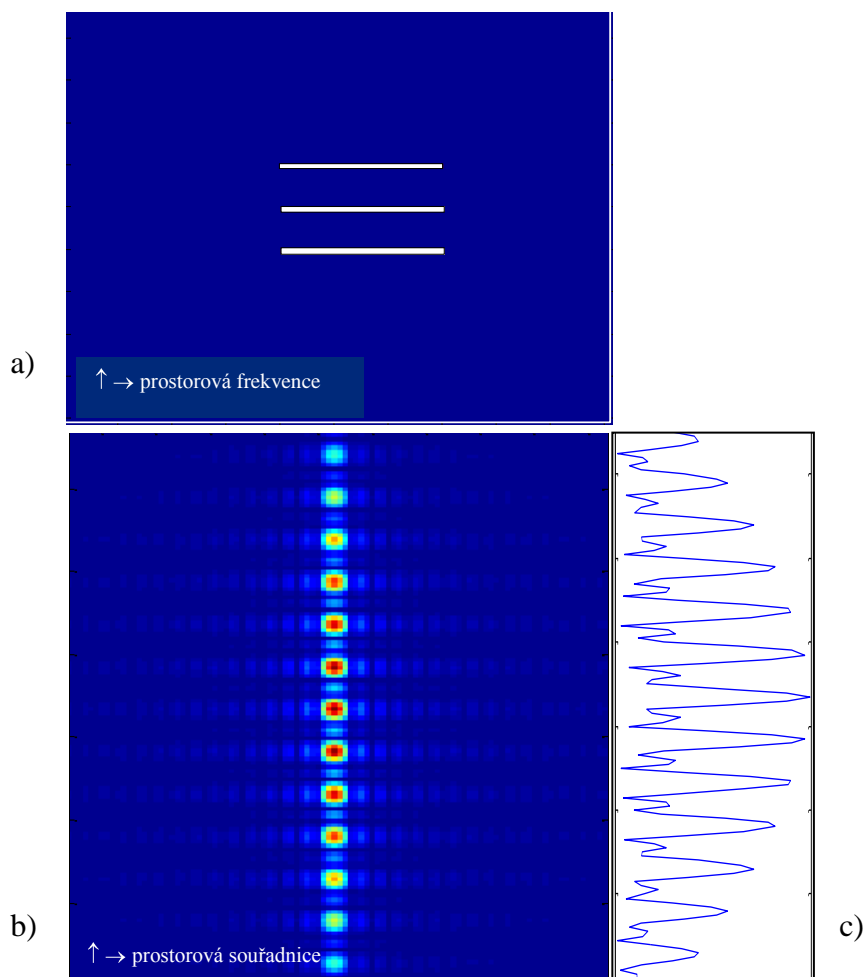 a)
↑ → prostorová frekvence
b)
↑ → prostorová souřadnice
c)